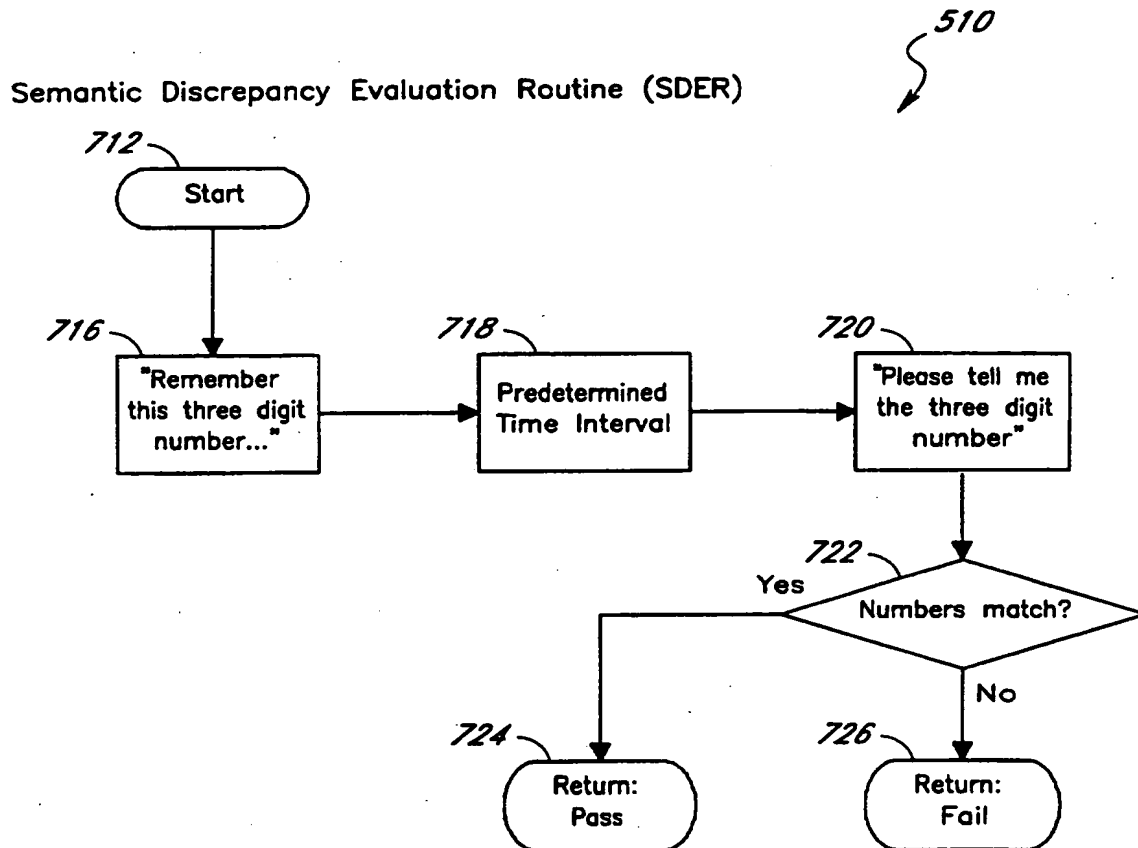 510
Semantic Discrepancy Evaluation Routine (SDER)
712
Start
716
"Remember
this three digit
number..."
718
Predetermined
Time Interval
720
"Please tell me
the three digit
number"
722
Yes
Numbers match?
No
724
Return:
Pass
726
Return:
Fail